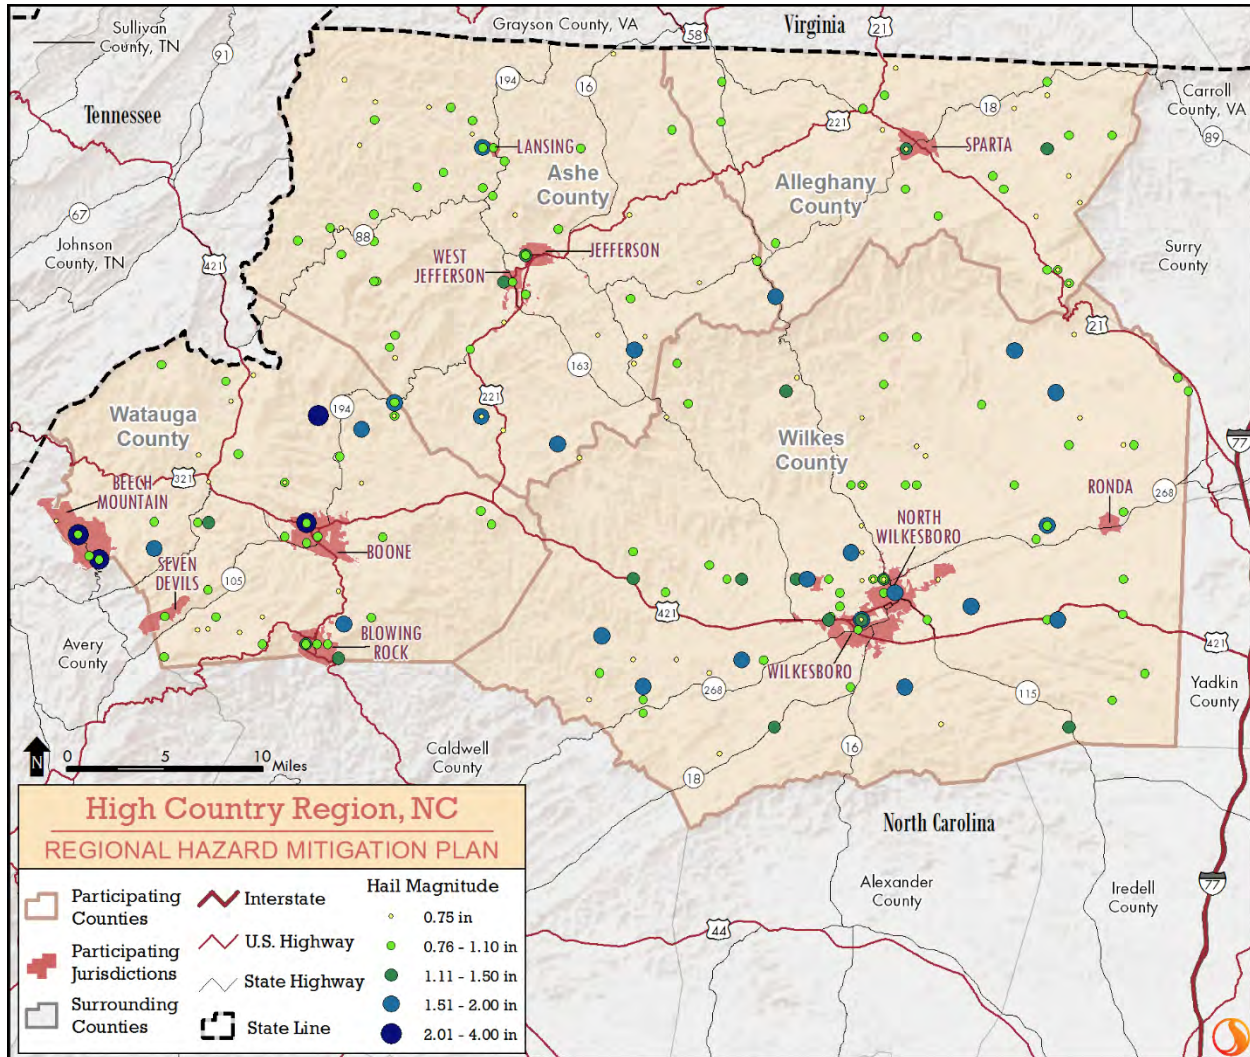 Sullivan
County, TN
91
Grayson County, VA
58
Virginia
21
Tennessee
194
16
18
Carroll
County, VA
89
221
LANSING
SPARTA
Ashe
County
Alleghany
County
67
Johnson
County, TN
88
421
WEST
JEFFERSON
JEFFERSON
Surry
County
21
163
Watauga
County
194
221
Wilkes
County
77
321
BEECH
MOUNTAIN
RONDA
268
BOONE
NORTH
WILKESBORO
SEVEN
DEVILS
105
421
Avery
County
BLOWING
ROCK
WILKESBORO
421
268
115
Yadkin
County
N
0 5 10
Miles
Caldwell
County
16
18
North Carolina
High Country Region, NC
REGIONAL HAZARD MITIGATION PLAN
Participating
Counties
Participating
Jurisdictions
Surrounding
Counties
Interstate
U.S. Highway
State Highway
State Line
Hail Magnitude
0.75 in
0.76 - 1.10 in
1.11 - 1.50 in
1.51 - 2.00 in
2.01 - 4.00 in
Alexander
County
Iredell
County
77
44